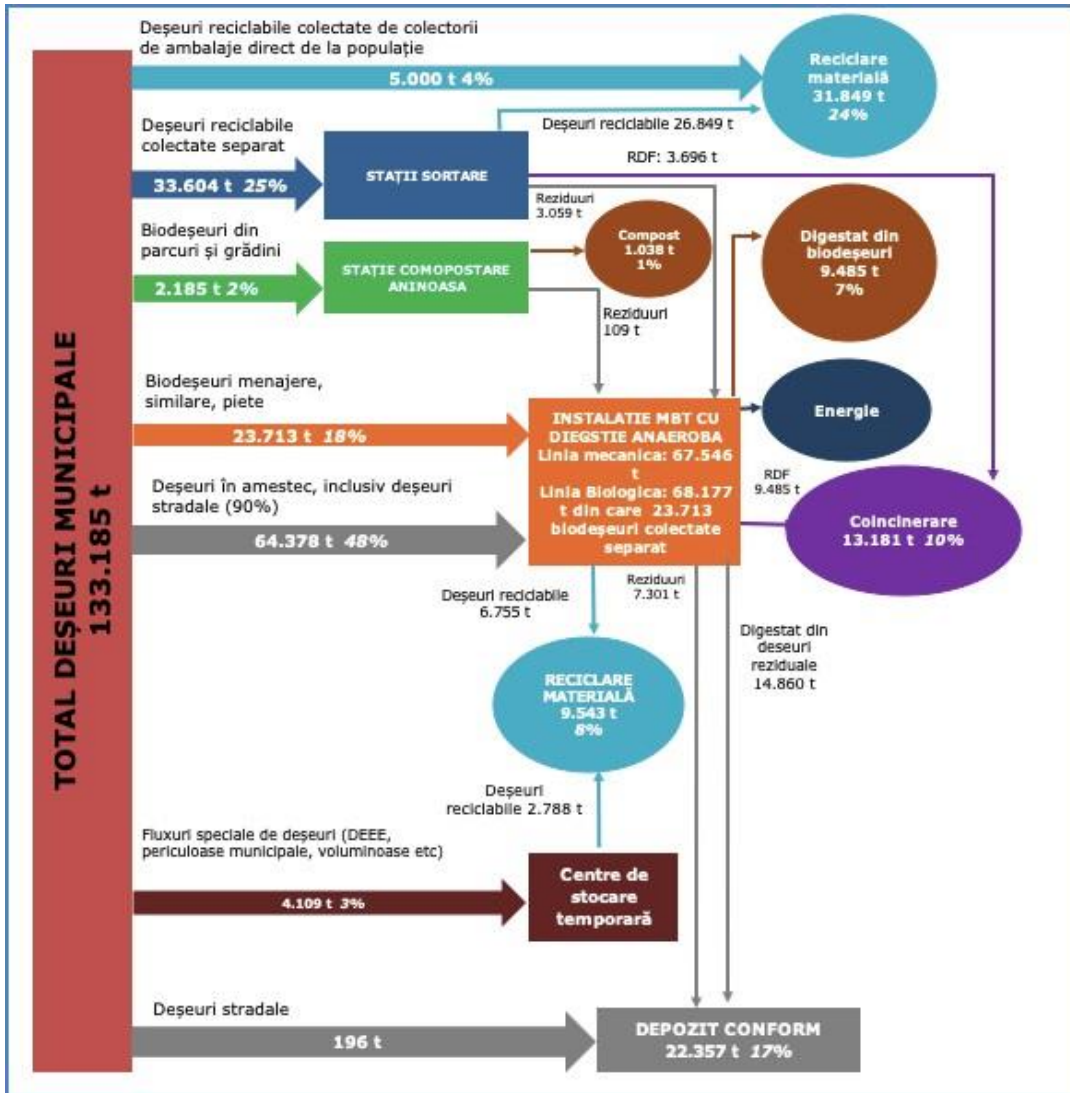 TOTAL DEȘEURI MUNICIPALE
133.185 t
Deșeuri reciclabile colectate de colectorii
de ambalaje direct de la populație
5.000 t 4%
Reciclare
materială
31.849 t
24%
Deșeuri reciclabile 26.849 t
Deșeuri reciclabile
colectate separat
33.604 t 25%
STAȚII SORTARE
RDF: 3.696 t
Reziduuri
3.059 t
Biodeșeuri din
parcuri și grădini
2.185 t 2%
STAȚIE COMOPOSTARE
ANINOASA
Compost
1.038 t
1%
Digestat din
biodeșeuri
9.485 t
7%
Reziduuri
109 t
Biodeșeuri menajere,
similare, piete
23.713 t 18%
INSTALATIE MBT CU
DIEGSTIE ANAEROBA
Linia mecanica: 67.546
t
Linia Biologica: 68.177
t din care 23.713
biodeșeuri colectate
separat
Energie
RDF
9.485 t
Deșeuri în amestec, inclusiv deșeuri
stradale (90%)
64.378 t 48%
Coincinerare
13.181 t 10%
Deșeuri reciclabile
6.755 t
Reziduuri
7.301 t
Digestat din
deseuri
reziduale
14.860 t
RECICLARE
MATERIALĂ
9.543 t
8%
Deșeuri
reciclabile 2.788 t
Fluxuri speciale de deșeuri (DEEE,
periculoase municipale, voluminoase etc)
4.109 t 3%
Centre de
stocare
temporară
Deșeuri stradale
196 t
DEPOZIT CONFORM
22.357 t 17%